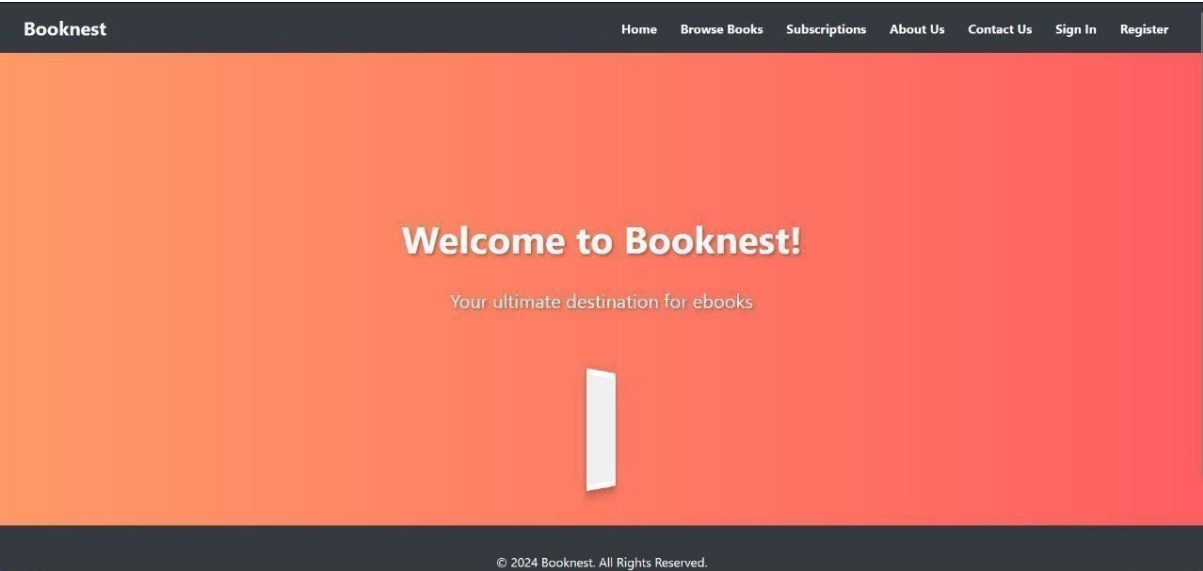 Booknest
Home Browse Books Subscriptions About Us Contact Us Sign In Register
Welcome to Booknest!
Your ultimate destination for ebooks
© 2024 Booknest. All Rights Reserved.